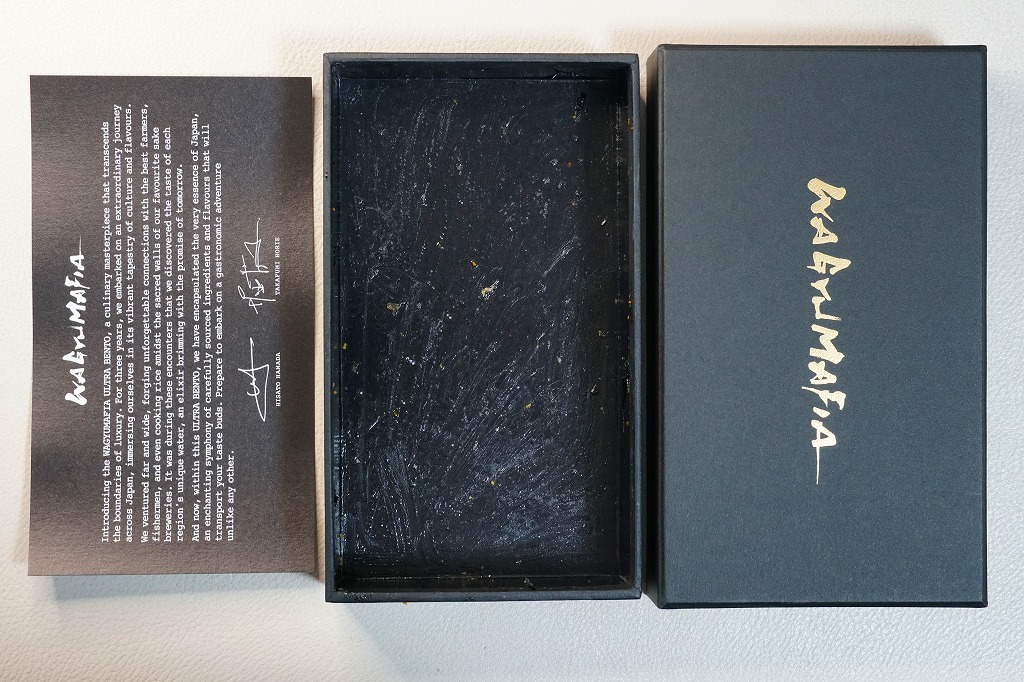 WAGYUMAFIA
Introducing the WAGYUMAFIA ULTRA BENTO, a culinary masterpiece that transcends
the boundaries of luxury. For three years, we embarked on an extraordinary journey
across Japan, immersing ourselves in its vibrant tapestry of culture and flavours.
We ventured far and wide, forging unforgettable connections with the best farmers,
fishermen, and even cooking rice amidst the sacred walls of our favourite sake
breweries. It was during these encounters that we discovered the taste of each
region's unique water, an elixir brimming with the promise of tomorrow.
And now, within this ULTRA BENTO, we have encapsulated the very essence of Japan,
an enchanting symphony of carefully sourced ingredients and flavours that will
transport your taste buds. Prepare to embark on a gastronomic adventure
unlike any other.
HISATO HAMADA
TAKAFUMI HORIE
WAGYUMAFIA